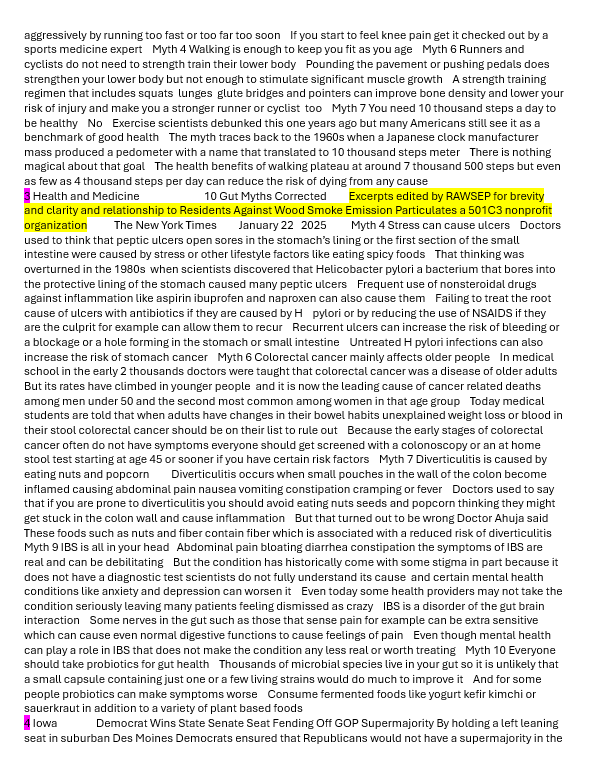 aggressively by running too fast or too far too soon    If you start to feel knee pain get it checked out by a
sports medicine expert    Myth 4 Walking is enough to keep you fit as you age    Myth 6 Runners and
cyclists do not need to strength train their lower body    Pounding the pavement or pushing pedals does
strengthen your lower body but not enough to stimulate significant muscle growth    A strength training
regimen that includes squats  lunges  glute bridges and pointers can improve bone density and lower your
risk of injury and make you a stronger runner or cyclist  too    Myth 7 You need 10 thousand steps a day to
be healthy    No    Exercise scientists debunked this one years ago but many Americans still see it as a
benchmark of good health    The myth traces back to the 1960s when a Japanese clock manufacturer
mass produced a pedometer with a name that translated to 10 thousand steps meter    There is nothing
magical about that goal    The health benefits of walking plateau at around 7 thousand 500 steps but even
as few as 4 thousand steps per day can reduce the risk of dying from any cause
3 Health and Medicine    10 Gut Myths Corrected    Excerpts edited by RAWSEP for brevity
and clarity and relationship to Residents Against Wood Smoke Emission Particulates a 501C3 nonprofit
organization    The New York Times    January 22  2025    Myth 4 Stress can cause ulcers    Doctors
used to think that peptic ulcers open sores in the stomach's lining or the first section of the small
intestine were caused by stress or other lifestyle factors like eating spicy foods    That thinking was
overturned in the 1980s  when scientists discovered that Helicobacter pylori a bacterium that bores into
the protective lining of the stomach caused many peptic ulcers    Frequent use of nonsteroidal drugs
against inflammation like aspirin ibuprofen and naproxen can also cause them    Failing to treat the root
cause of ulcers with antibiotics if they are caused by H    pylori or by reducing the use of NSAIDS if they
are the culprit for example can allow them to recur    Recurrent ulcers can increase the risk of bleeding or
a blockage or a hole forming in the stomach or small intestine    Untreated H pylori infections can also
increase the risk of stomach cancer    Myth 6 Colorectal cancer mainly affects older people    In medical
school in the early 2 thousands doctors were taught that colorectal cancer was a disease of older adults
But its rates have climbed in younger people  and it is now the leading cause of cancer related deaths
among men under 50 and the second most common among women in that age group    Today medical
students are told that when adults have changes in their bowel habits unexplained weight loss or blood in
their stool colorectal cancer should be on their list to rule out    Because the early stages of colorectal
cancer often do not have symptoms everyone should get screened with a colonoscopy or an at home
stool test starting at age 45 or sooner if you have certain risk factors    Myth 7 Diverticulitis is caused by
eating nuts and popcorn    Diverticulitis occurs when small pouches in the wall of the colon become
inflamed causing abdominal pain nausea vomiting constipation cramping or fever    Doctors used to say
that if you are prone to diverticulitis you should avoid eating nuts seeds and popcorn thinking they might
get stuck in the colon wall and cause inflammation    But that turned out to be wrong Doctor Ahuja said
These foods such as nuts and fiber contain fiber which is associated with a reduced risk of diverticulitis
Myth 9 IBS is all in your head    Abdominal pain bloating diarrhea constipation the symptoms of IBS are
real and can be debilitating    But the condition has historically come with some stigma in part because it
does not have a diagnostic test scientists do not fully understand its cause  and certain mental health
conditions like anxiety and depression can worsen it    Even today some health providers may not take the
condition seriously leaving many patients feeling dismissed as crazy    IBS is a disorder of the gut brain
interaction    Some nerves in the gut such as those that sense pain for example can be extra sensitive
which can cause even normal digestive functions to cause feelings of pain    Even though mental health
can play a role in IBS that does not make the condition any less real or worth treating    Myth 10 Everyone
should take probiotics for gut health    Thousands of microbial species live in your gut so it is unlikely that
a small capsule containing just one or a few living strains would do much to improve it    And for some
people probiotics can make symptoms worse    Consume fermented foods like yogurt kefir kimchi or
sauerkraut in addition to a variety of plant based foods
4 Iowa    Democrat Wins State Senate Seat Fending Off GOP Supermajority By holding a left leaning
seat in suburban Des Moines Democrats ensured that Republicans would not have a supermajority in the